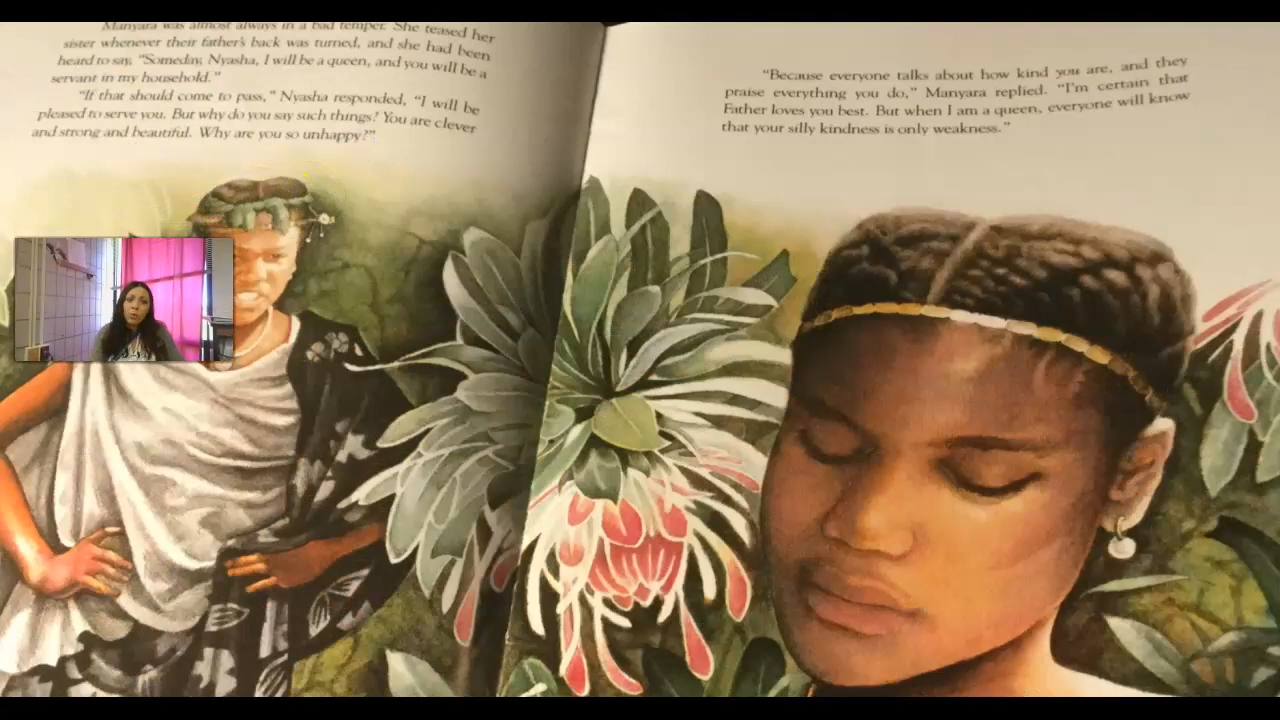 Manyara was almost always in a bad temper. She teased her
sister whenever their father's back was turned, and she had been
heard to say, "Someday, Nyasha, I will be a queen, and you will be a
servant in my household."
"If that should come to pass," Nyasha responded, "I will be
pleased to serve you. But why do you say such things? You are clever
and strong and beautiful. Why are you so unhappy?"
"Because everyone talks about how kind you are, and they
praise everything you do," Manyara replied. "I'm certain that
Father loves you best. But when I am a queen, everyone will know
that your silly kindness is only weakness."